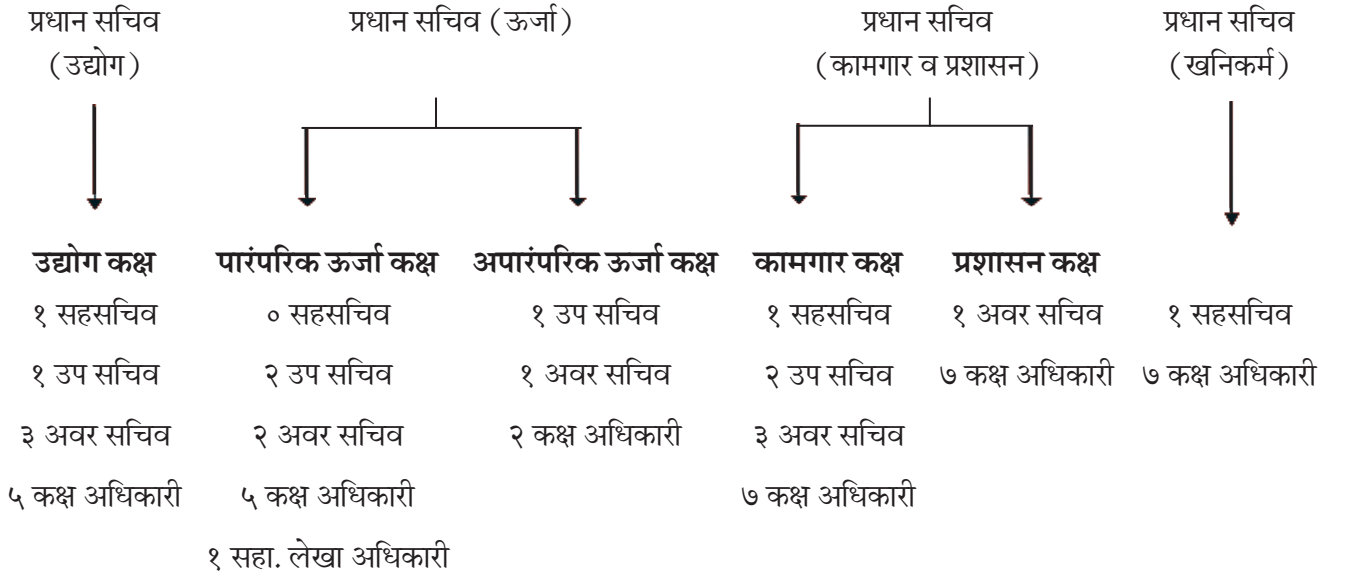 प्रधान सचिव
(उद्योग)
प्रधान सचिव (ऊर्जा)
प्रधान सचिव
(कामगार व प्रशासन)
प्रधान सचिव
(खनिकर्म)
उद्योग कक्ष
१ सहसचिव
१ उप सचिव
३ अवर सचिव
५ कक्ष अधिकारी
पारंपरिक ऊर्जा कक्ष
० सहसचिव
२ उप सचिव
२ अवर सचिव
५ कक्ष अधिकारी
१ सहा. लेखा अधिकारी
अपारंपरिक ऊर्जा कक्ष
१ उप सचिव
१ अवर सचिव
२ कक्ष अधिकारी
कामगार कक्ष
१ सहसचिव
२ उप सचिव
३ अवर सचिव
७ कक्ष अधिकारी
प्रशासन कक्ष
१ अवर सचिव
७ कक्ष अधिकारी
१ सहसचिव
७ कक्ष अधिकारी